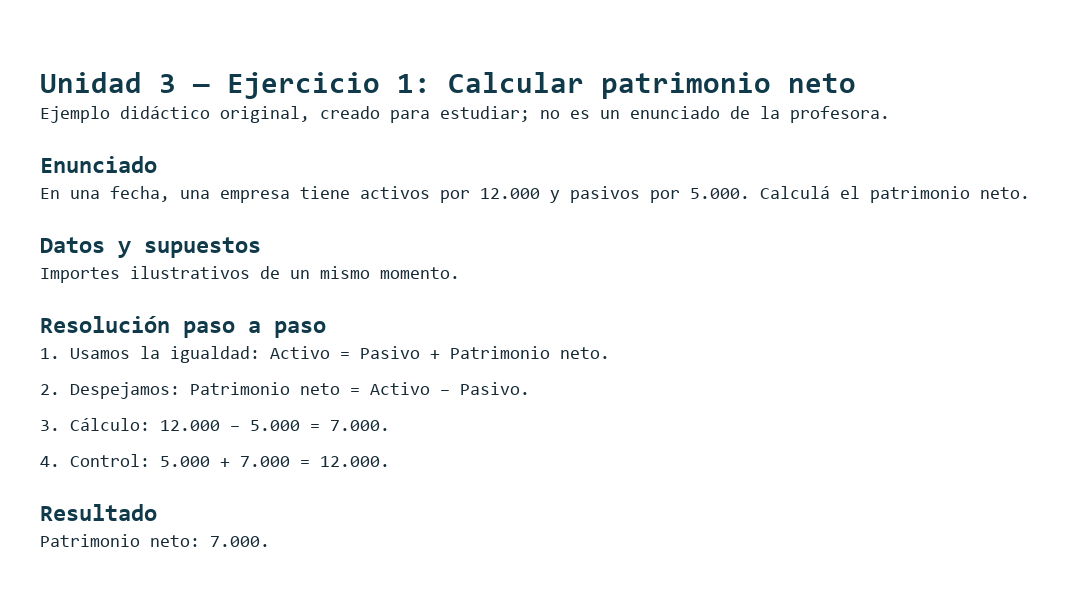 Unidad 3 — Ejercicio 1: Calcular patrimonio neto
Ejemplo didáctico original, creado para estudiar; no es un enunciado de la profesora.
Enunciado
En una fecha, una empresa tiene activos por 12.000 y pasivos por 5.000. Calculá el patrimonio neto.
Datos y supuestos
Importes ilustrativos de un mismo momento.
Resolución paso a paso
1. Usamos la igualdad: Activo = Pasivo + Patrimonio neto.
2. Despejamos: Patrimonio neto = Activo − Pasivo.
3. Cálculo: 12.000 − 5.000 = 7.000.
4. Control: 5.000 + 7.000 = 12.000.
Resultado
Patrimonio neto: 7.000.